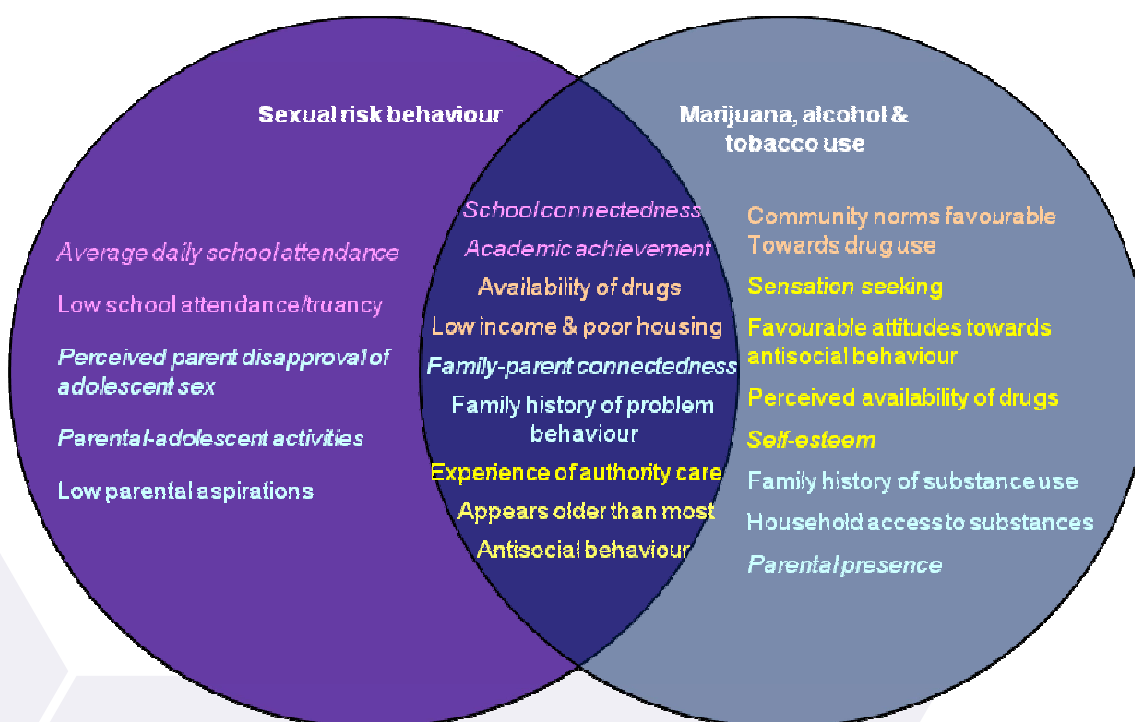 Sexual risk behaviour
Marijuana, alcohol &
tobacco use
Average daily school attendance
Low school attendance/truancy
Perceived parent disapproval of
adolescent sex
Parental-adolescent activities
Low parental aspirations
School connectedness
Academic achievement
Availability of drugs
Low income & poor housing
Family-parent connectedness
Family history of problem
behaviour
Experience of authority care
Appears older than most
Antisocial behaviour
Community norms favourable
Towards drug use
Sensation seeking
Favourable attitudes towards
antisocial behaviour
Perceived availability of drugs
Self-esteem
Family history of substance use
Household access to substances
Parental presence